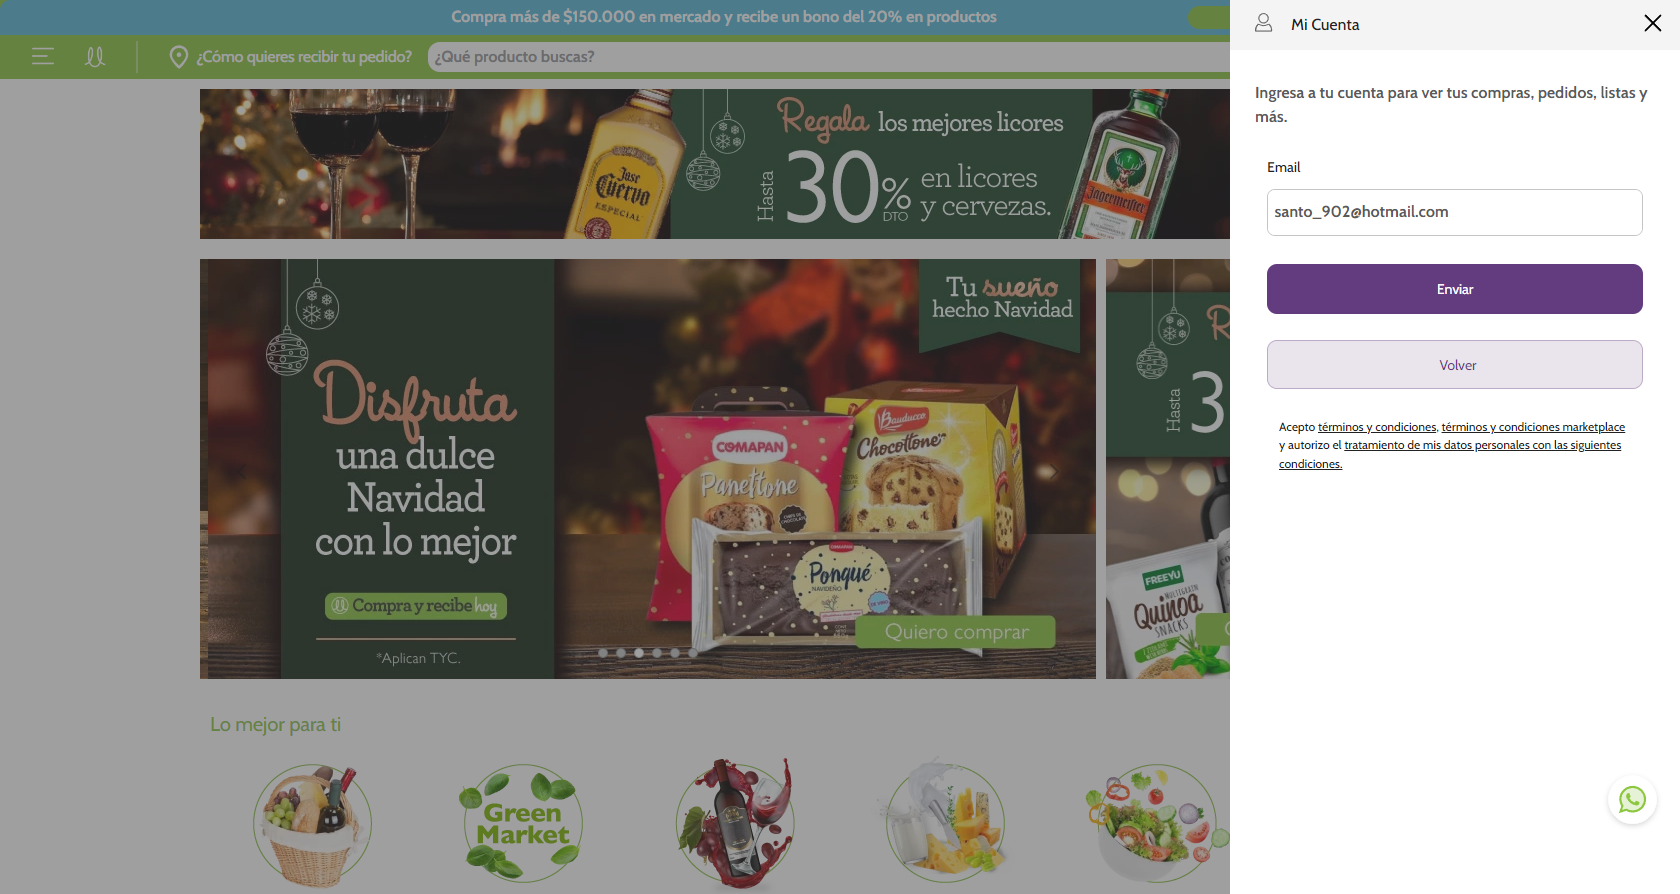 Compra más de $150.000 en mercado y recibe un bono del 20% en productos
Mi Cuenta
¿Cómo quieres recibir tu pedido?
¿Qué producto buscas?
Ingresa a tu cuenta para ver tus compras, pedidos, listas y
más.
Email
santo_902@hotmail.com
Enviar
Volver
Acepto términos y condiciones, términos y condiciones marketplace
y autorizo el tratamiento de mis datos personales con las siguientes
condiciones.
Regala los mejores licores
Hasta 30% DTO en licores
y cervezas.
Jose
Cuervo
ESPECIAL
Jägermeister
Tu sueño
hecho Navidad
Disfruta
una dulce
Navidad
con lo mejor
Compra y recibe hoy
*Aplican TYC.
COMAPAN
Panettone
Bauducco
Chocottone
COMAPAN
Ponqué
NAVIDEÑO
Quiero comprar
R
Hasta 3
FREEYU
MULTIGRAIN
Quinoa
SNACKS
Lo mejor para ti
Green
Market